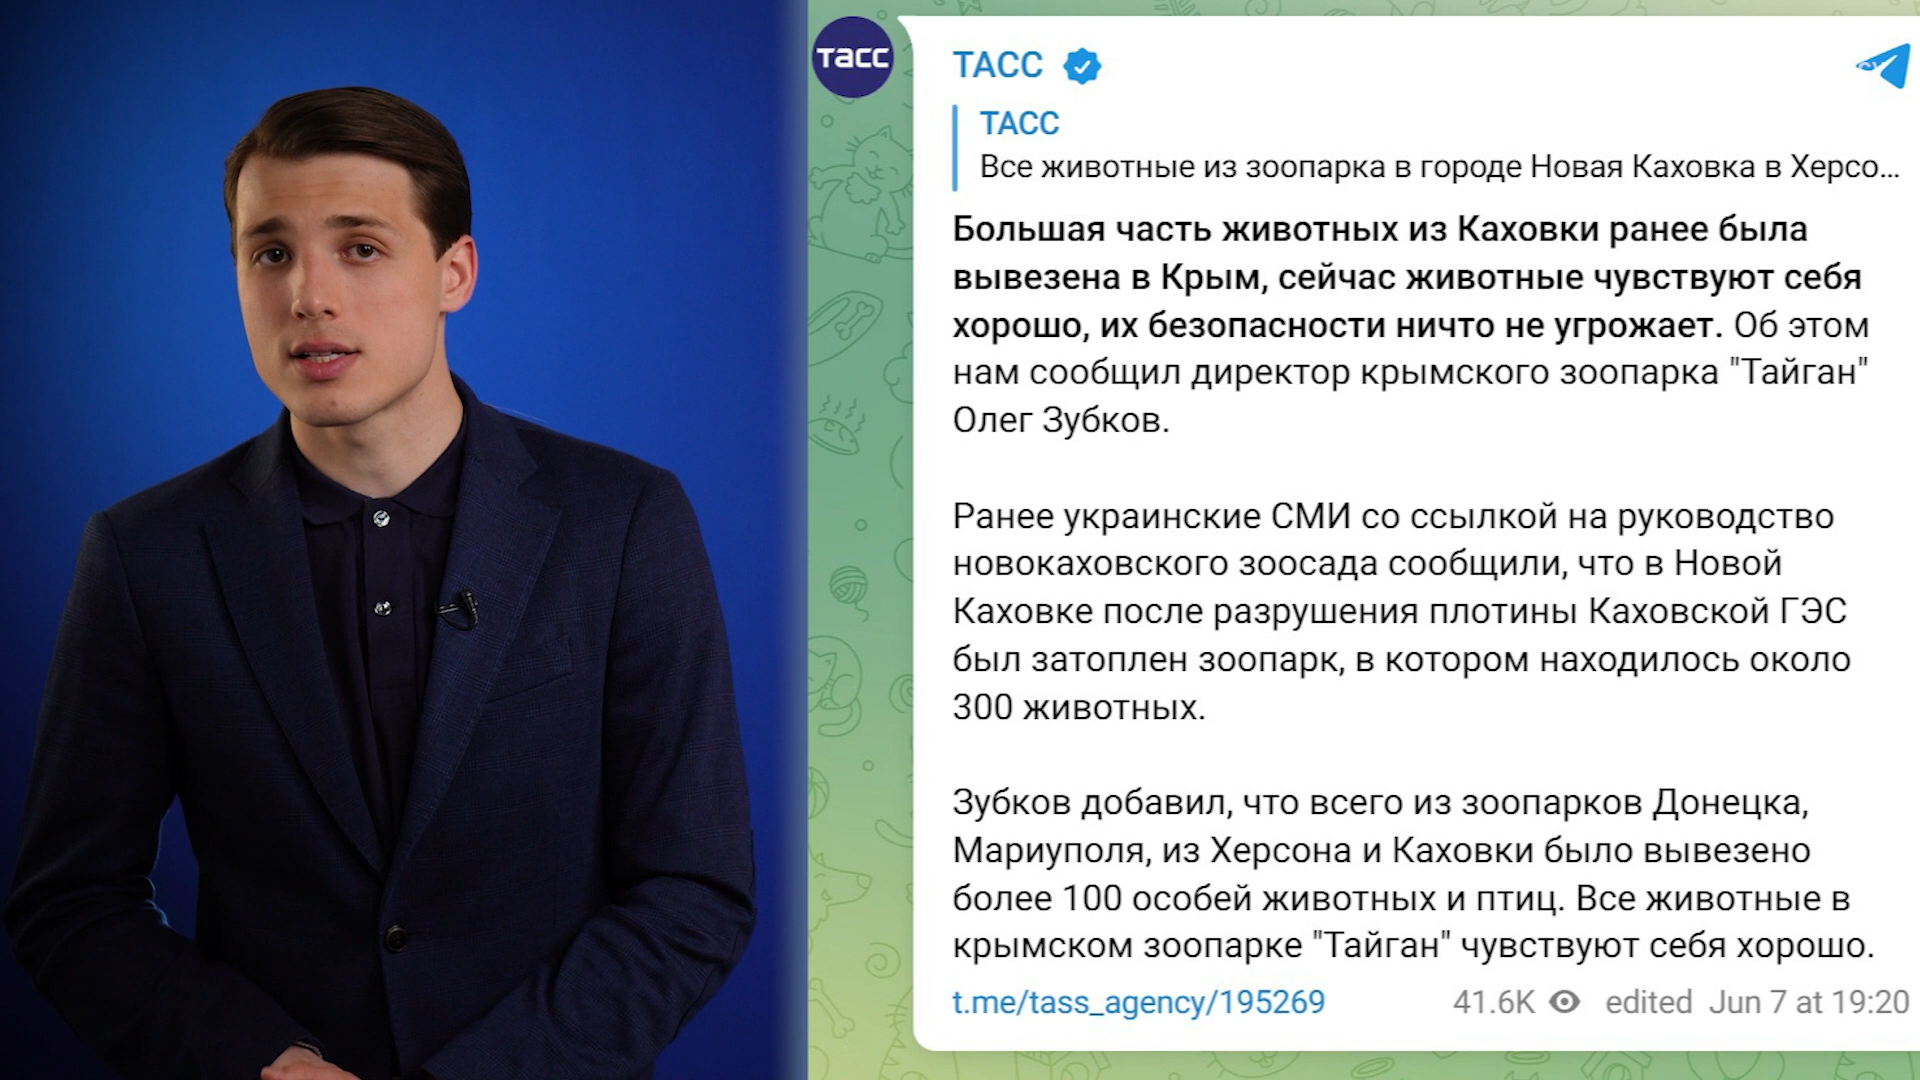 тасс
ТАСС
ТАСС
Все животные из зоопарка в городе Новая Каховка в Херсо...
Большая часть животных из Каховки ранее была
вывезена в Крым, сейчас животные чувствуют себя
хорошо, их безопасности ничто не угрожает. Об этом
нам сообщил директор крымского зоопарка "Тайган"
Олег Зубков.
Ранее украинские СМИ со ссылкой на руководство
новокаховского зоосада сообщили, что в Новой
Каховке после разрушения плотины Каховской ГЭС
был затоплен зоопарк, в котором находилось около
300 животных.
Зубков добавил, что всего из зоопарков Донецка,
Мариуполя, из Херсона и Каховки было вывезено
более 100 особей животных и птиц. Все животные в
крымском зоопарке "Тайган" чувствуют себя хорошо.
t.me/tass_agency/195269 41.6K edited Jun 7 at 19:20